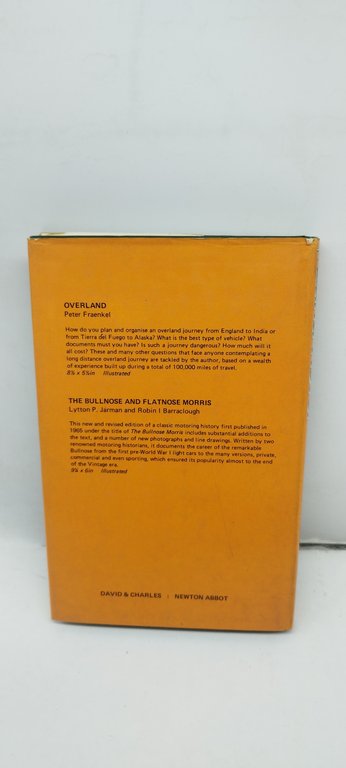 OVERLAND
Peter Fraenkel
How do you plan and organise an overland journey from England to India or
from Tierra del Fuego to Alaska? What is the best type of vehicle? What
documents must you have? Is such a journey dangerous? How much will it
all cost? These and many other questions that face anyone contemplating a
long distance overland journey are tackled by the author, based on a wealth
of experience built up during a total of 100,000 miles of travel.
8½ x 5½in Illustrated
THE BULLNOSE AND FLATNOSE MORRIS
Lytton P. Jarman and Robin I Barraclough
This new and revised edition of a classic motoring history first published in
1965 under the title of The Bullnose Morris includes substantial additions to
the text, and a number of new photographs and line drawings. Written by two
renowned motoring historians, it documents the career of the remarkable
Bullnose from the first pre-World War I light cars to the many versions, private,
commercial and even sporting, which ensured its popularity almost to the end
of the Vintage era.
9¾ x 6in Illustrated
DAVID & CHARLES : NEWTON ABBOT